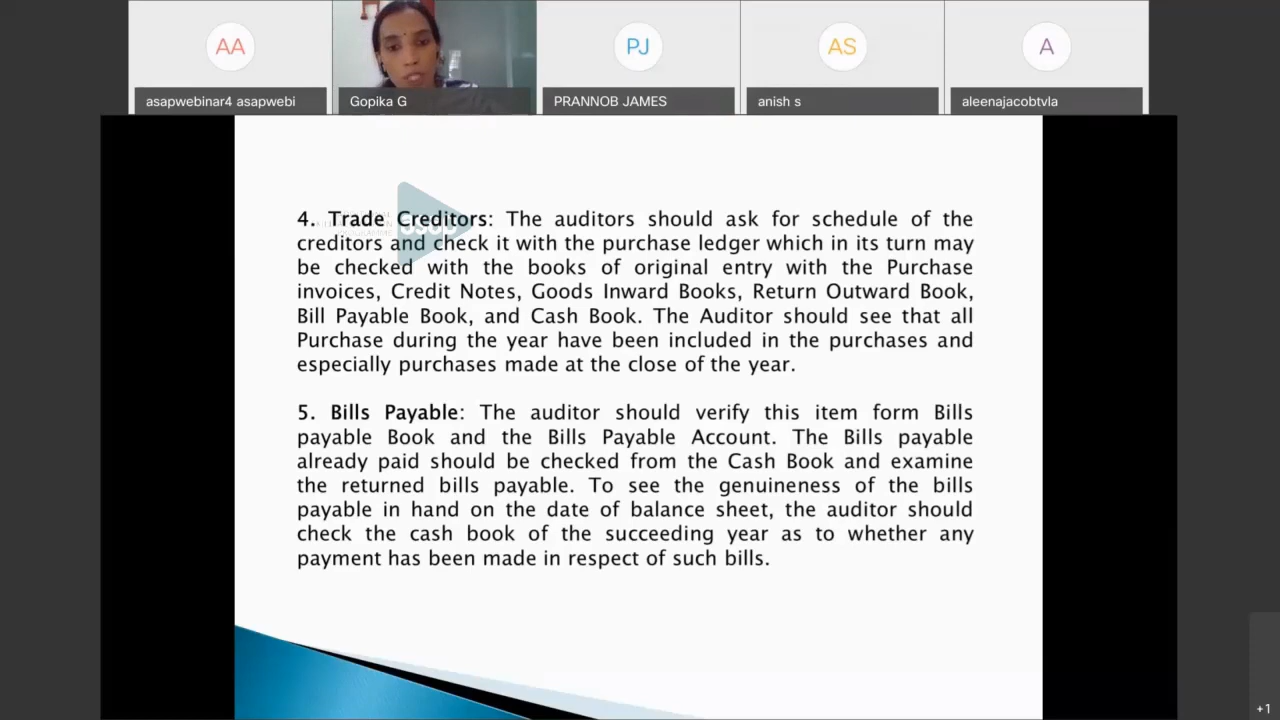 AA
PJ
AS
A
asapwebinar4 asapwebi
Gopika G
PRANNOB JAMES
anish s
aleenajacobtvla
4. Trade Creditors: The auditors should ask for schedule of the
creditors and check it with the purchase ledger which in its turn may
be checked with the books of original entry with the Purchase
invoices, Credit Notes, Goods Inward Books, Return Outward Book,
Bill Payable Book, and Cash Book. The Auditor should see that all
Purchase during the year have been included in the purchases and
especially purchases made at the close of the year.
5. Bills Payable: The auditor should verify this item form Bills
payable Book and the Bills Payable Account. The Bills payable
already paid should be checked from the Cash Book and examine
the returned bills payable. To see the genuineness of the bills
payable in hand on the date of balance sheet, the auditor should
check the cash book of the succeeding year as to whether any
payment has been made in respect of such bills.
+1